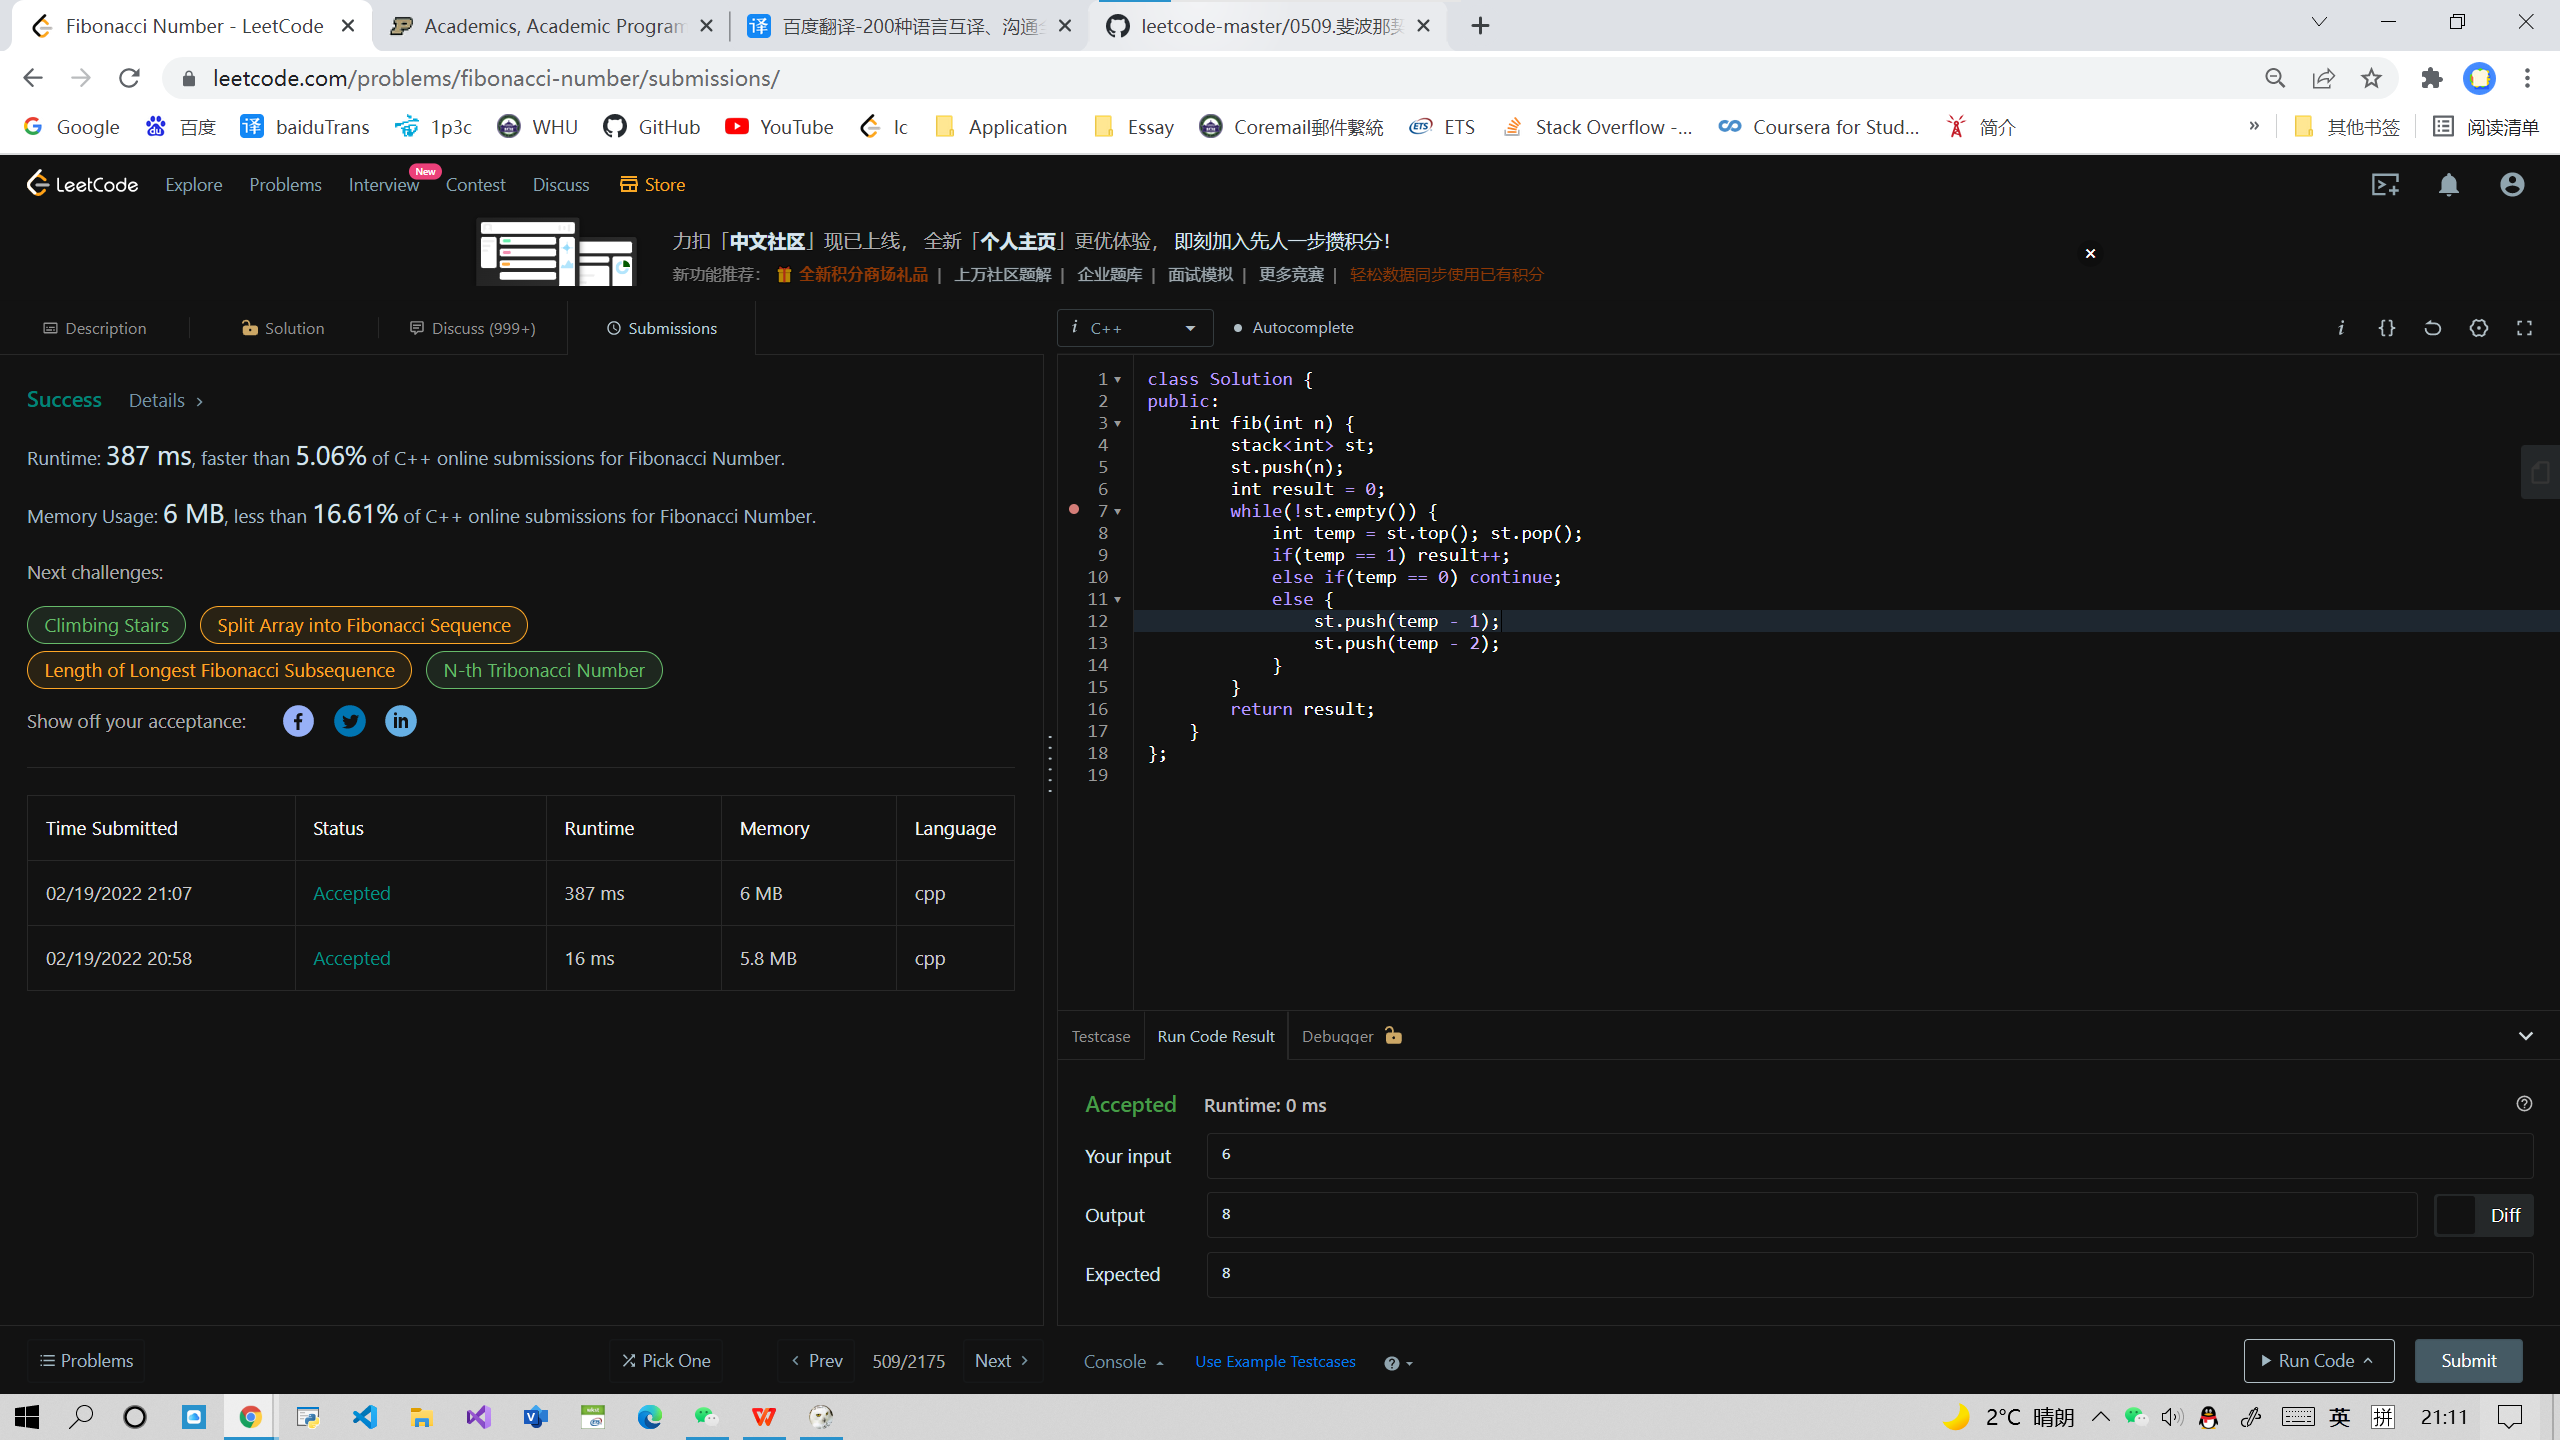 Fibonacci Number - LeetCode
Academics, Academic Program
百度翻译-200种语言互译、沟通
leetcode-master/0509.斐波那契
leetcode.com/problems/fibonacci-number/submissions/
Google 百度 译 baiduTrans 1p3c WHU GitHub YouTube lc Application Essay Coremail郵件繫統 ETS Stack Overflow -... Coursera for Stud... 简介 » 其他书签 阅读清单
LeetCode Explore Problems Interview New Contest Discuss Store
力扣「中文社区」现已上线， 全新「个人主页」更优体验， 即刻加入先人一步攒积分！
新功能推荐： 全新积分商场礼品 | 上万社区题解 | 企业题库 | 面试模拟 | 更多竞赛 | 轻松数据同步使用已有积分
Description Solution Discuss (999+) Submissions
Success Details >
Runtime: 387 ms, faster than 5.06% of C++ online submissions for Fibonacci Number.
Memory Usage: 6 MB, less than 16.61% of C++ online submissions for Fibonacci Number.
Next challenges:
Climbing Stairs Split Array into Fibonacci Sequence
Length of Longest Fibonacci Subsequence N-th Tribonacci Number
Show off your acceptance:
Time Submitted Status Runtime Memory Language
02/19/2022 21:07 Accepted 387 ms 6 MB cpp
02/19/2022 20:58 Accepted 16 ms 5.8 MB cpp
Problems Pick One < Prev 509/2175 Next >
i C++ Autocomplete i {}
1 class Solution {
2 public:
3 int fib(int n) {
4 stack<int> st;
5 st.push(n);
6 int result = 0;
7 while(!st.empty()) {
8 int temp = st.top(); st.pop();
9 if(temp == 1) result++;
10 else if(temp == 0) continue;
11 else {
12 st.push(temp - 1);
13 st.push(temp - 2);
14 }
15 }
16 return result;
17 }
18 };
19
Testcase Run Code Result Debugger
Accepted Runtime: 0 ms
Your input 6
Output 8 Diff
Expected 8
Console Use Example Testcases Run Code Submit
2°C 晴朗 英 拼 21:11